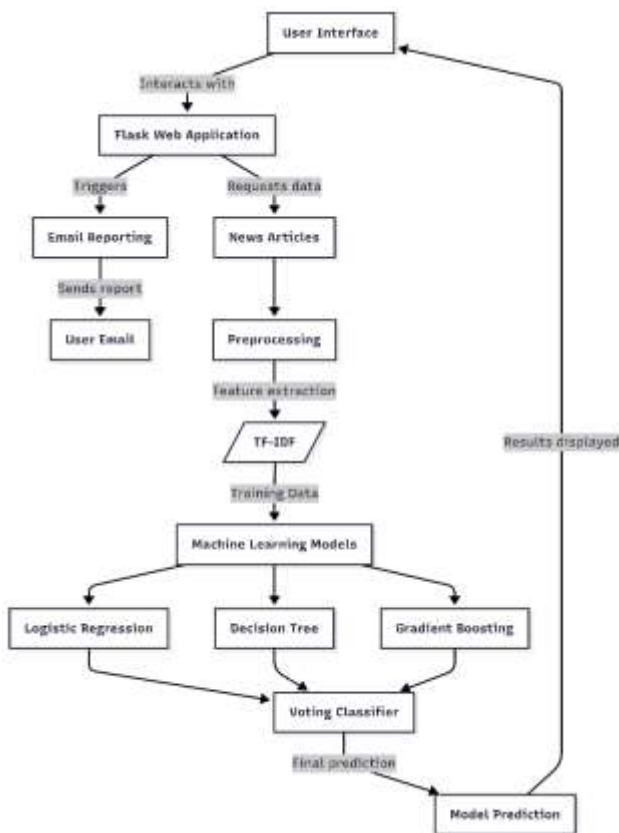 User Interface
Interacts with
Flask Web Application
Triggers
Requests data
Email Reporting
News Articles
Sends report
User Email
Preprocessing
Feature extraction
TF-IDF
Results displayed
Training Data
Machine Learning Models
Logistic Regression
Decision Tree
Gradient Boosting
Voting Classifier
Final prediction
Model Prediction